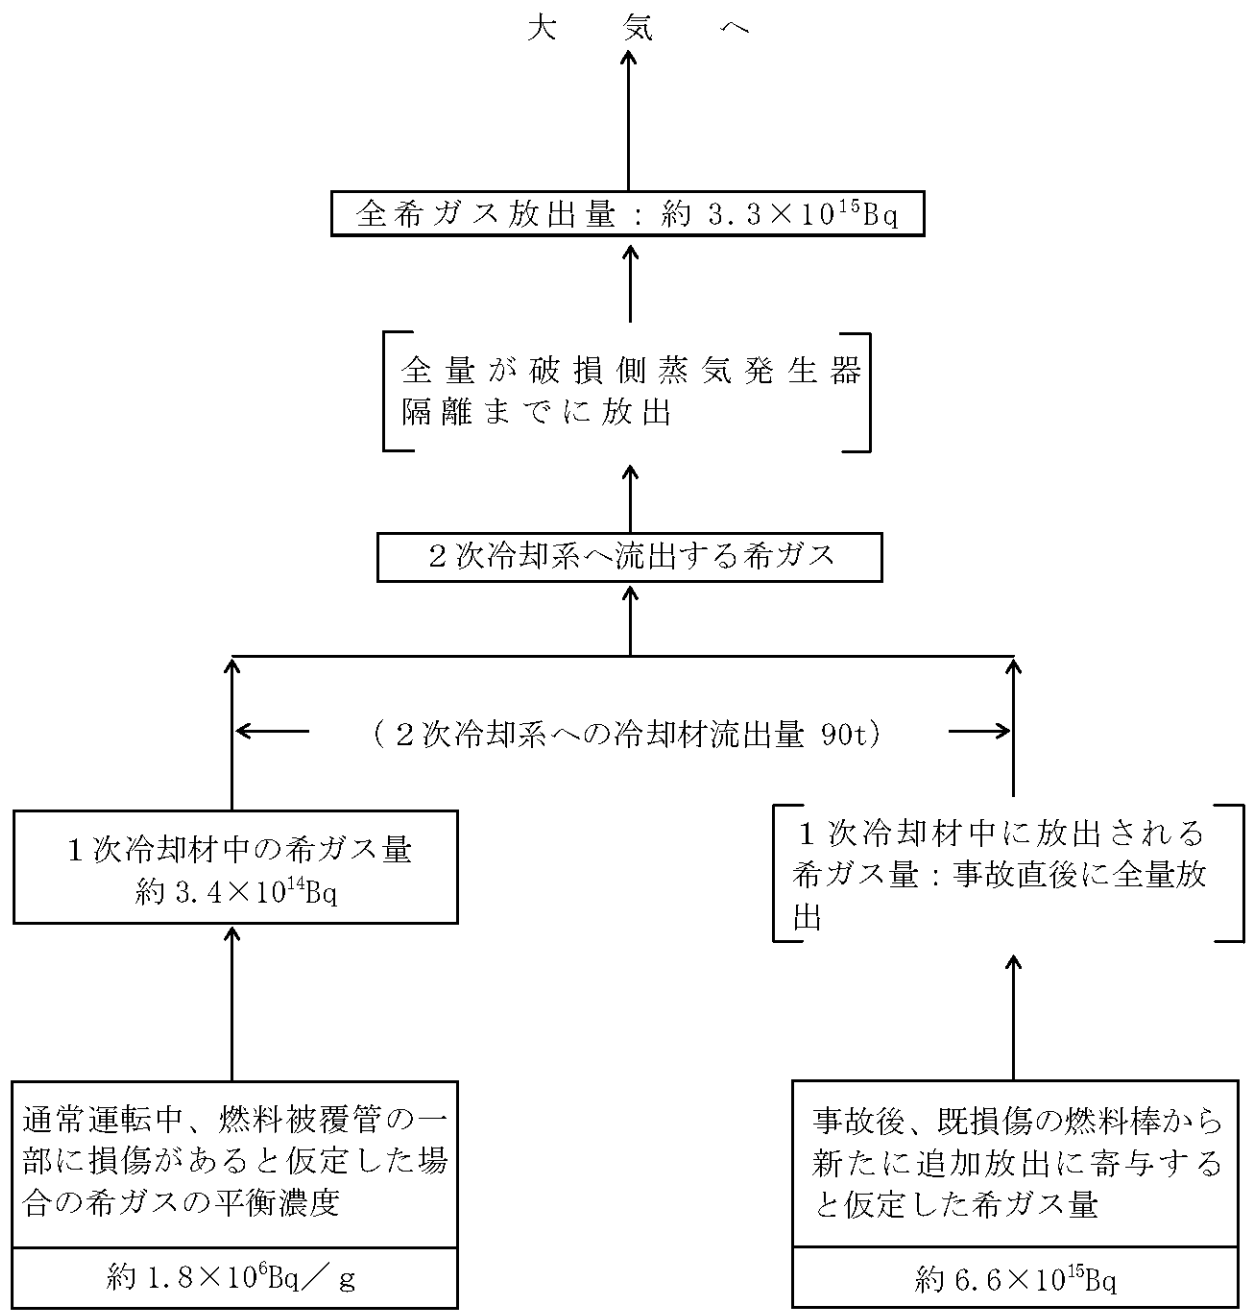 大気へ
全希ガス放出量：約3.3×10¹⁵Bq
全量が破損側蒸気発生器
隔離までに放出
２次冷却系へ流出する希ガス
(２次冷却系への冷却材流出量 90t)
１次冷却材中の希ガス量
約3.4×10¹⁴Bq
１次冷却材中に放出される
希ガス量：事故直後に全量放
出
通常運転中、燃料被覆管の一
部に損傷があると仮定した場
合の希ガスの平衡濃度
約1.8×10⁶Bq／g
事故後、既損傷の燃料棒から
新たに追加放出に寄与する
と仮定した希ガス量
約6.6×10¹⁵Bq